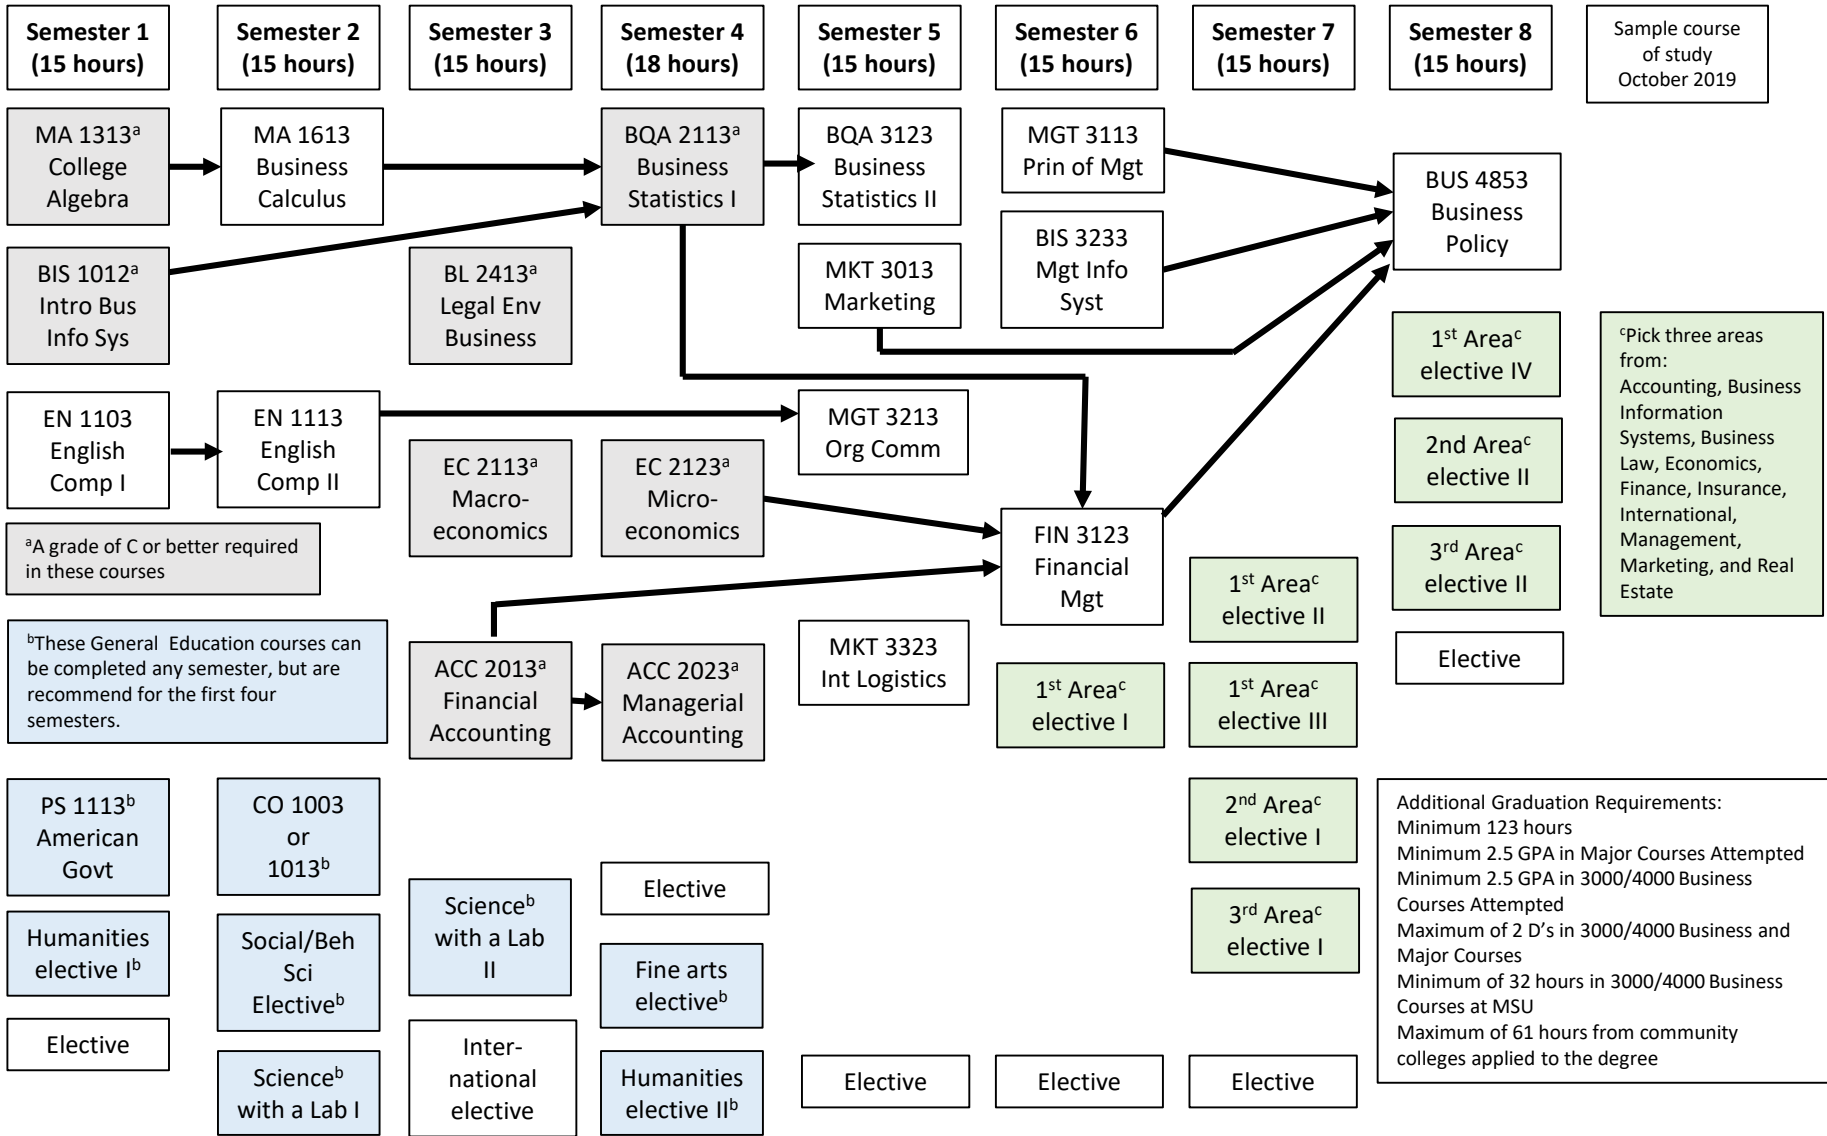 Semester 1
(15 hours)
Semester 2
(15 hours)
Semester 3
(15 hours)
Semester 4
(18 hours)
Semester 5
(15 hours)
Semester 6
(15 hours)
Semester 7
(15 hours)
Semester 8
(15 hours)
Sample course
of study
October 2019
MA 1313ᵃ
College
Algebra
MA 1613
Business
Calculus
BQA 2113ᵃ
Business
Statistics I
BQA 3123
Business
Statistics II
MGT 3113
Prin of Mgt
BUS 4853
Business
Policy
BIS 1012ᵃ
Intro Bus
Info Sys
BL 2413ᵃ
Legal Env
Business
MKT 3013
Marketing
BIS 3233
Mgt Info
Syst
1ˢᵗ Areaᶜ
elective IV
ᶜPick three areas
from:
Accounting, Business
Information
Systems, Business
Law, Economics,
Finance, Insurance,
International,
Management,
Marketing, and Real
Estate
EN 1103
English
Comp I
EN 1113
English
Comp II
EC 2113ᵃ
Macro-
economics
EC 2123ᵃ
Micro-
economics
MGT 3213
Org Comm
FIN 3123
Financial
Mgt
2nd Areaᶜ
elective II
3ʳᵈ Areaᶜ
elective II
ᵃA grade of C or better required
in these courses
1ˢᵗ Areaᶜ
elective II
ᵇThese General Education courses can
be completed any semester, but are
recommend for the first four
semesters.
ACC 2013ᵃ
Financial
Accounting
ACC 2023ᵃ
Managerial
Accounting
MKT 3323
Int Logistics
1ˢᵗ Areaᶜ
elective I
1ˢᵗ Areaᶜ
elective III
Elective
PS 1113ᵇ
American
Govt
CO 1003
or
1013ᵇ
2ⁿᵈ Areaᶜ
elective I
Additional Graduation Requirements:
Minimum 123 hours
Minimum 2.5 GPA in Major Courses Attempted
Minimum 2.5 GPA in 3000/4000 Business
Courses Attempted
Maximum of 2 D’s in 3000/4000 Business and
Major Courses
Minimum of 32 hours in 3000/4000 Business
Courses at MSU
Maximum of 61 hours from community
colleges applied to the degree
Humanities
elective Iᵇ
Social/Beh
Sci
Electiveᵇ
Scienceᵇ
with a Lab
II
Elective
Fine arts
electiveᵇ
3ʳᵈ Areaᶜ
elective I
Elective
Scienceᵇ
with a Lab I
Inter-
national
elective
Humanities
elective IIᵇ
Elective
Elective
Elective